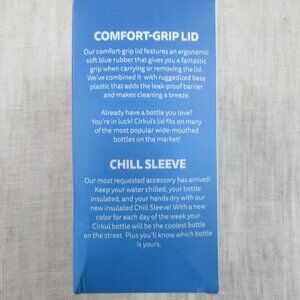 COMFORT-GRIP LID
Our comfort-grip lid features an ergonomic
soft blue rubber that gives you a fantastic
grip when carrying or removing the lid.
We've combined it with ruggedized base
plastic that adds the leak-proof barrier
and makes cleaning a breeze.
Already have a bottle you love?
You're in luck! Cirkul's lid fits on many
of the most popular wide-mouthed
bottles on the market!
CHILL SLEEVE
Our most requested accessory has arrived!
Keep your water chilled, your bottle
insulated, and your hands dry with our
new insulated Chill Sleeve! With a new
color for each day of the week your
Cirkul bottle will be the coolest bottle
on the street. Plus you'll know which bottle
is yours.